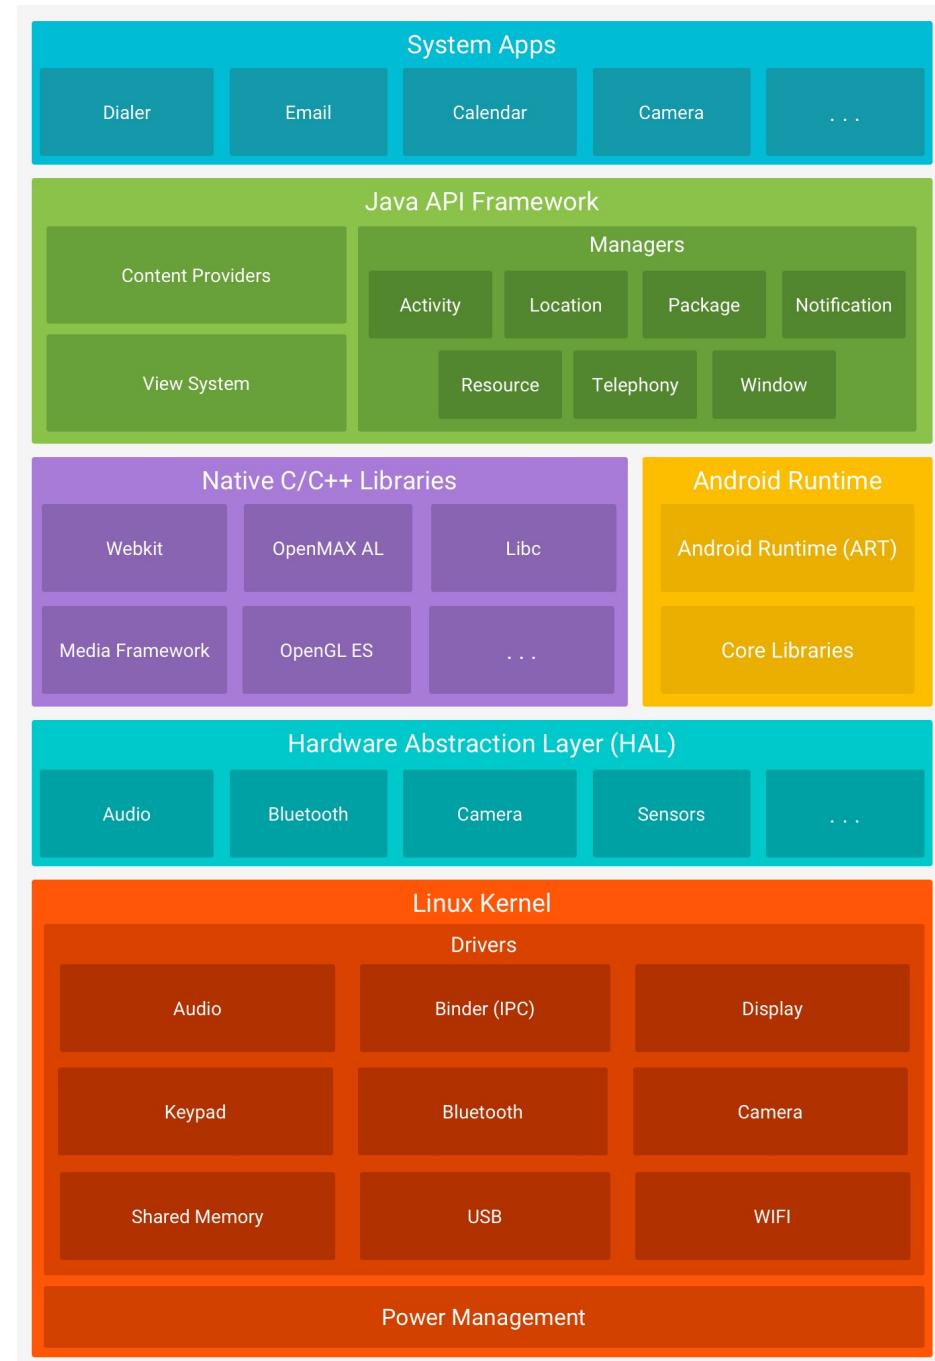 System Apps
Dialer
Email
Calendar
Camera
. . .
Java API Framework
Content Providers
View System
Managers
Activity
Location
Package
Notification
Resource
Telephony
Window
Native C/C++ Libraries
Webkit
OpenMAX AL
Libc
Media Framework
OpenGL ES
. . .
Android Runtime
Android Runtime (ART)
Core Libraries
Hardware Abstraction Layer (HAL)
Audio
Bluetooth
Camera
Sensors
. . .
Linux Kernel
Drivers
Audio
Binder (IPC)
Display
Keypad
Bluetooth
Camera
Shared Memory
USB
WIFI
Power Management